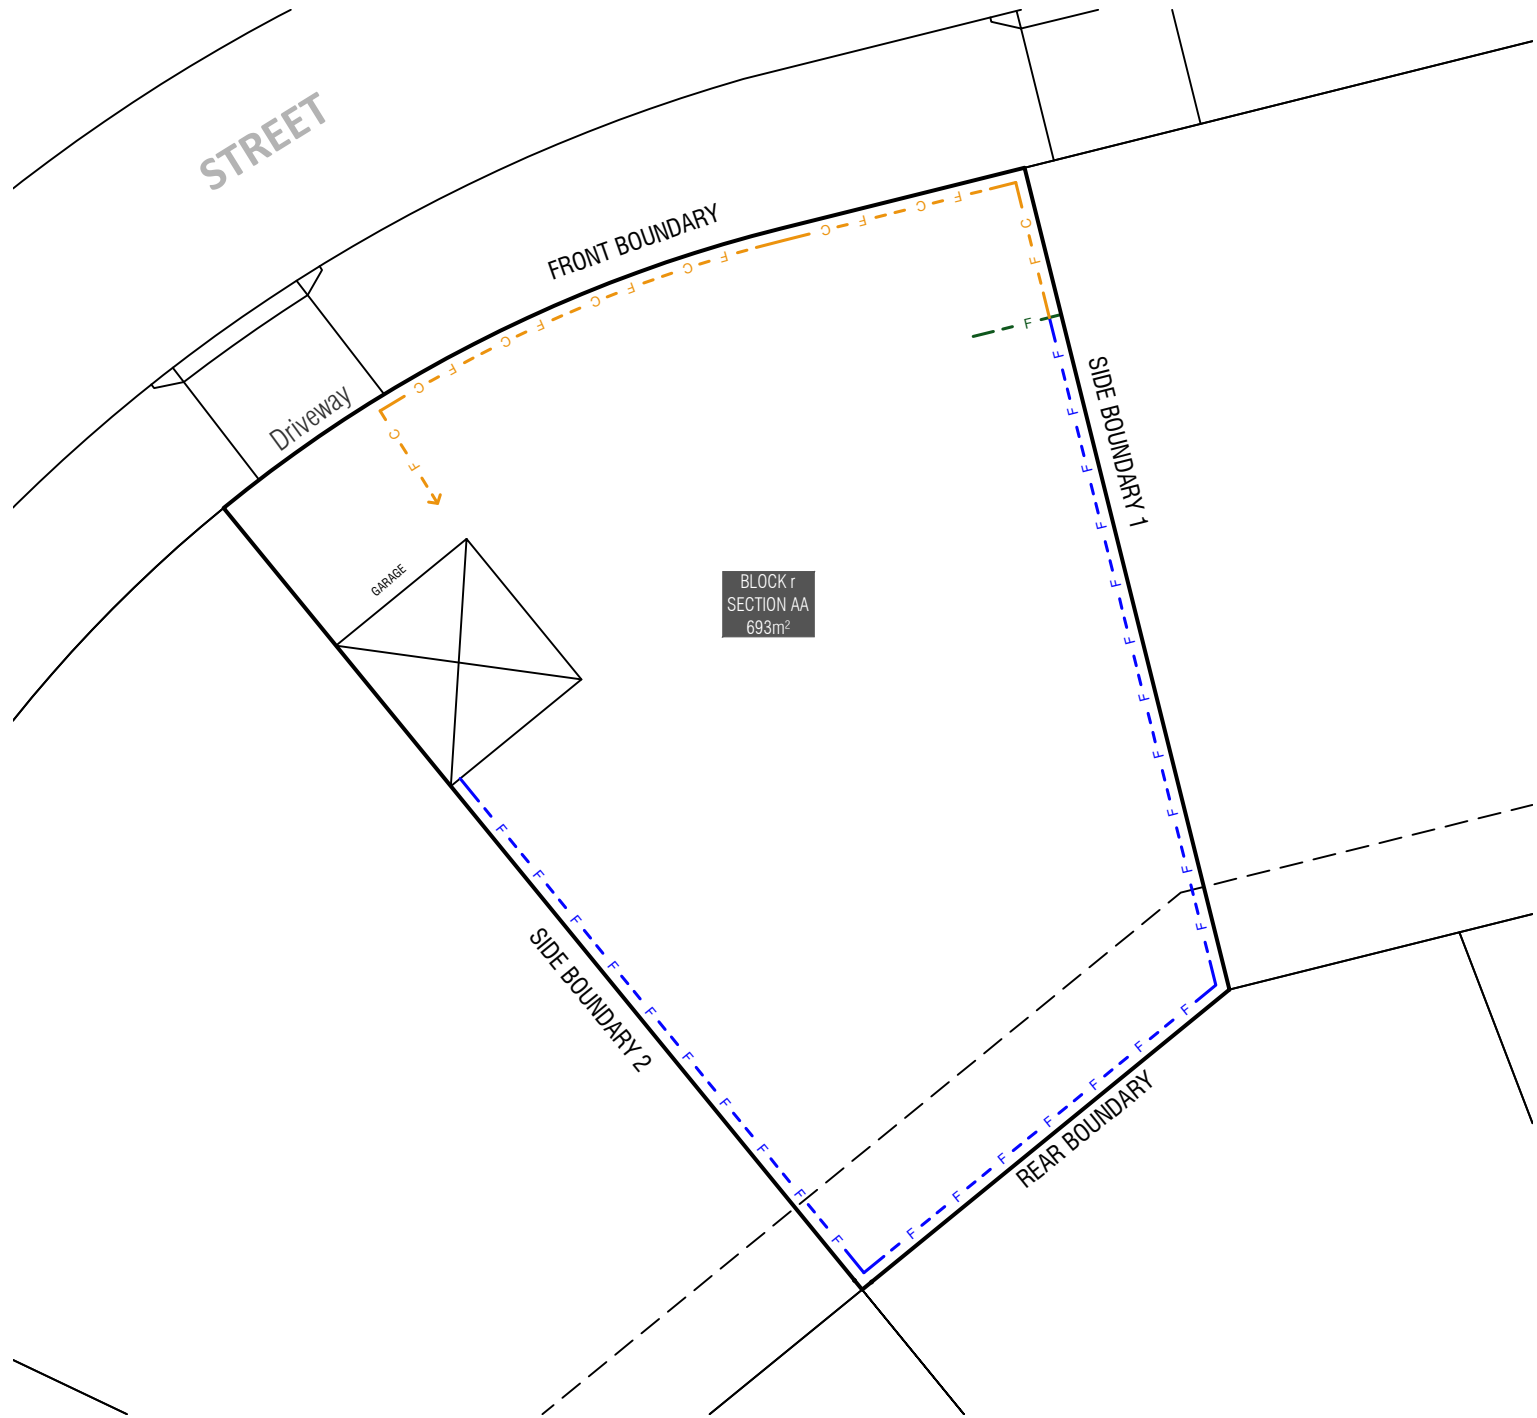 STREET
FRONT BOUNDARY
F C F C
F C F C F C F C F C
C F
F
C F
Driveway
SIDE BOUNDARY 1
F F F F F F F F F F F
GARAGE
BLOCK r
SECTION AA
693m²
SIDE BOUNDARY 2
F F F F F F F F F F
REAR BOUNDARY
F F F F F F F